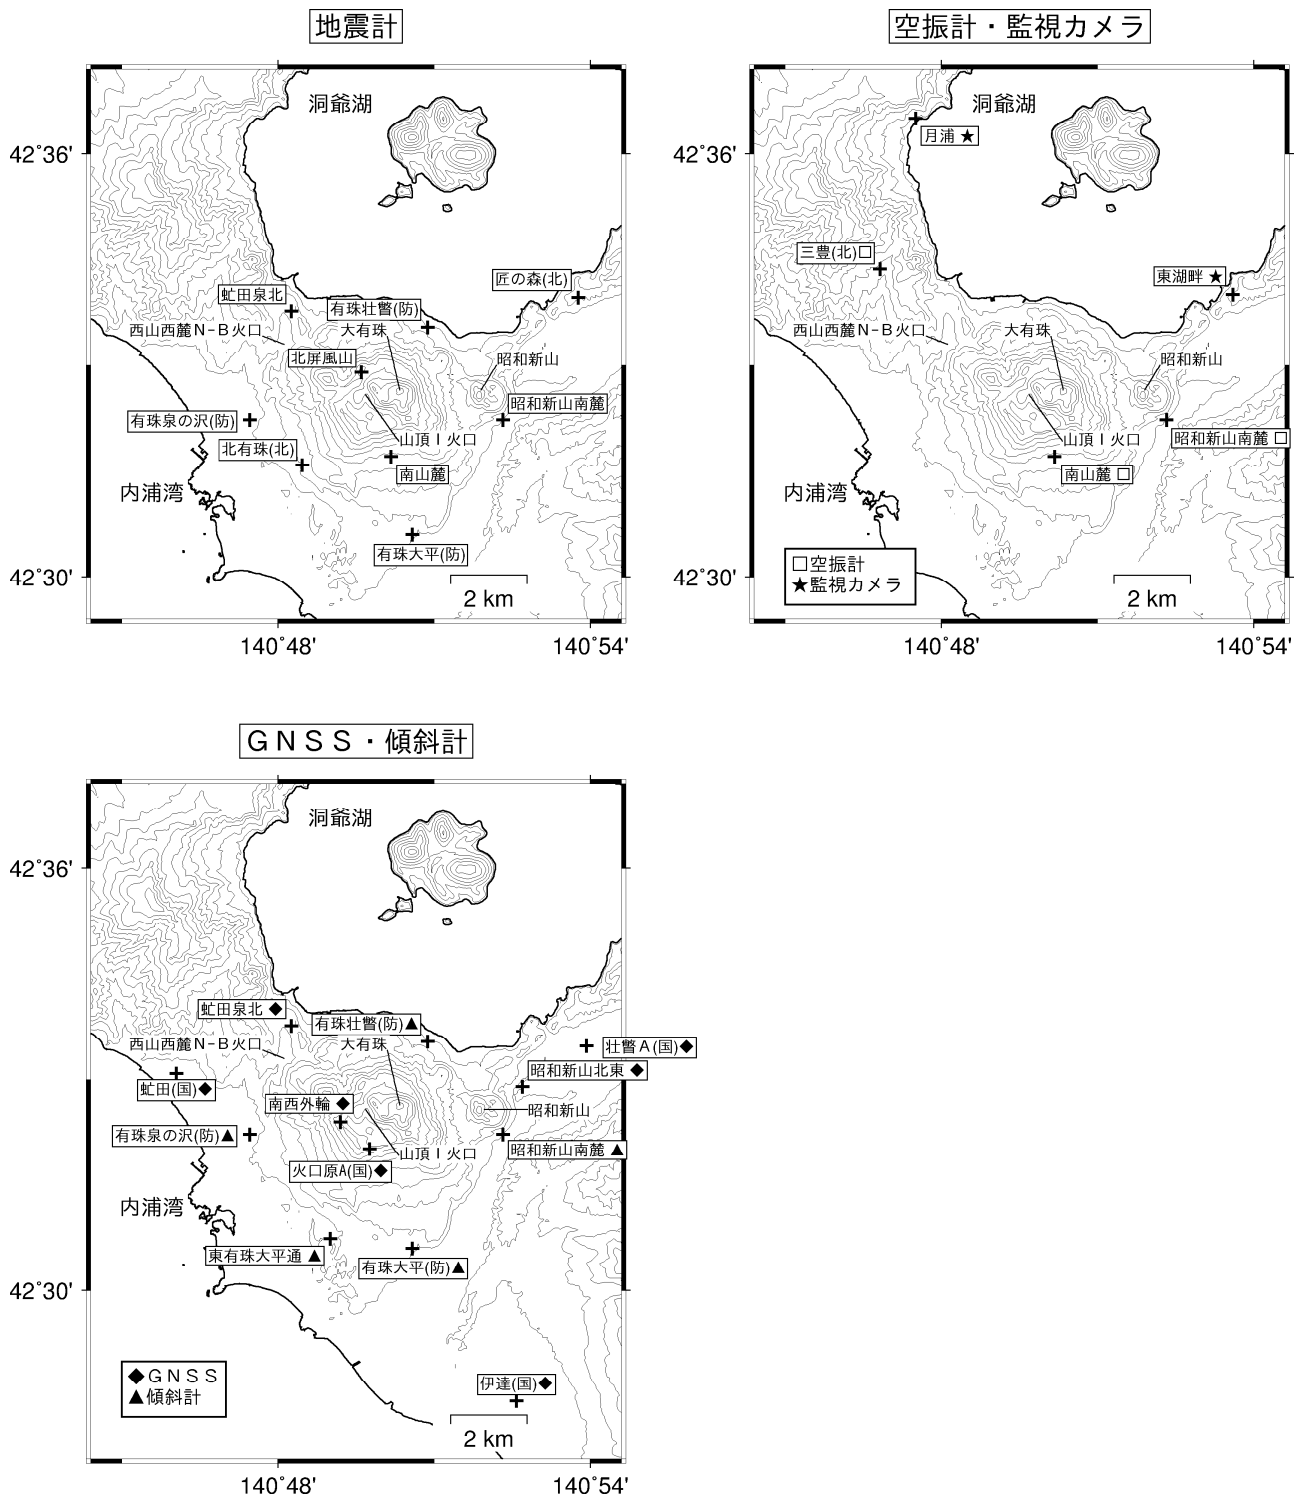 地震計
洞爺湖
42°36'
匠の森(北)
虻田泉北
有珠壮瞥(防)
西山西麓Ｎ−Ｂ火口
大有珠
北屏風山
昭和新山
昭和新山南麓
有珠泉の沢(防)
山頂Ｉ火口
北有珠(北)
南山麓
内浦湾
有珠大平(防)
42°30'
2 km
140°48'
140°54'
空振計・監視カメラ
洞爺湖
月浦 ★
42°36'
三豊(北)□
東湖畔 ★
西山西麓Ｎ−Ｂ火口
大有珠
昭和新山
山頂Ｉ火口
昭和新山南麓 □
南山麓 □
内浦湾
□空振計
★監視カメラ
42°30'
2 km
140°48'
140°54'
ＧＮＳＳ・傾斜計
洞爺湖
42°36'
虻田泉北 ◆
有珠壮瞥(防)▲
西山西麓Ｎ−Ｂ火口
大有珠
壮瞥Ａ(国)◆
昭和新山北東 ◆
虻田(国)◆
南西外輪 ◆
昭和新山
有珠泉の沢(防)▲
山頂Ｉ火口
昭和新山南麓 ▲
火口原A(国)◆
内浦湾
東有珠大平通 ▲
有珠大平(防)▲
42°30'
◆ＧＮＳＳ
▲傾斜計
伊達(国)◆
2 km
140°48'
140°54'